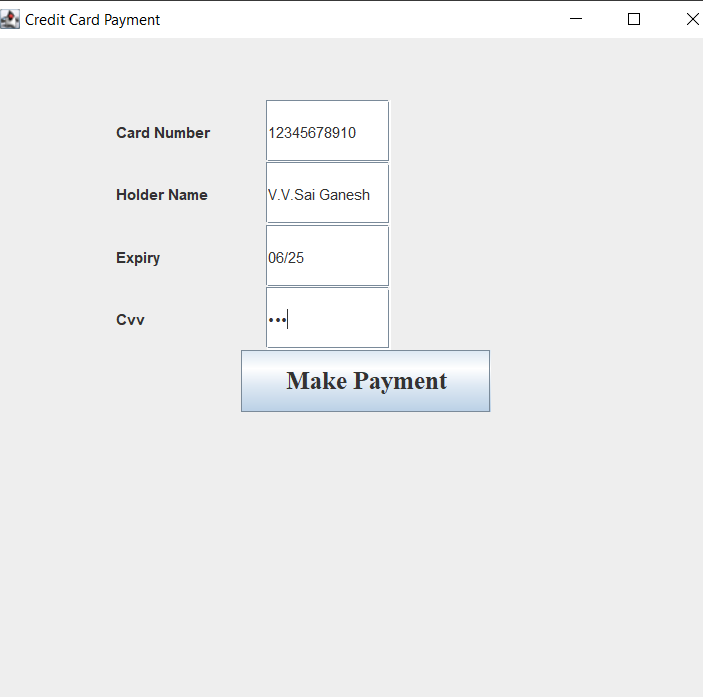 Credit Card Payment
Card Number 12345678910
Holder Name V.V.Sai Ganesh
Expiry 06/25
Cvv •••
Make Payment